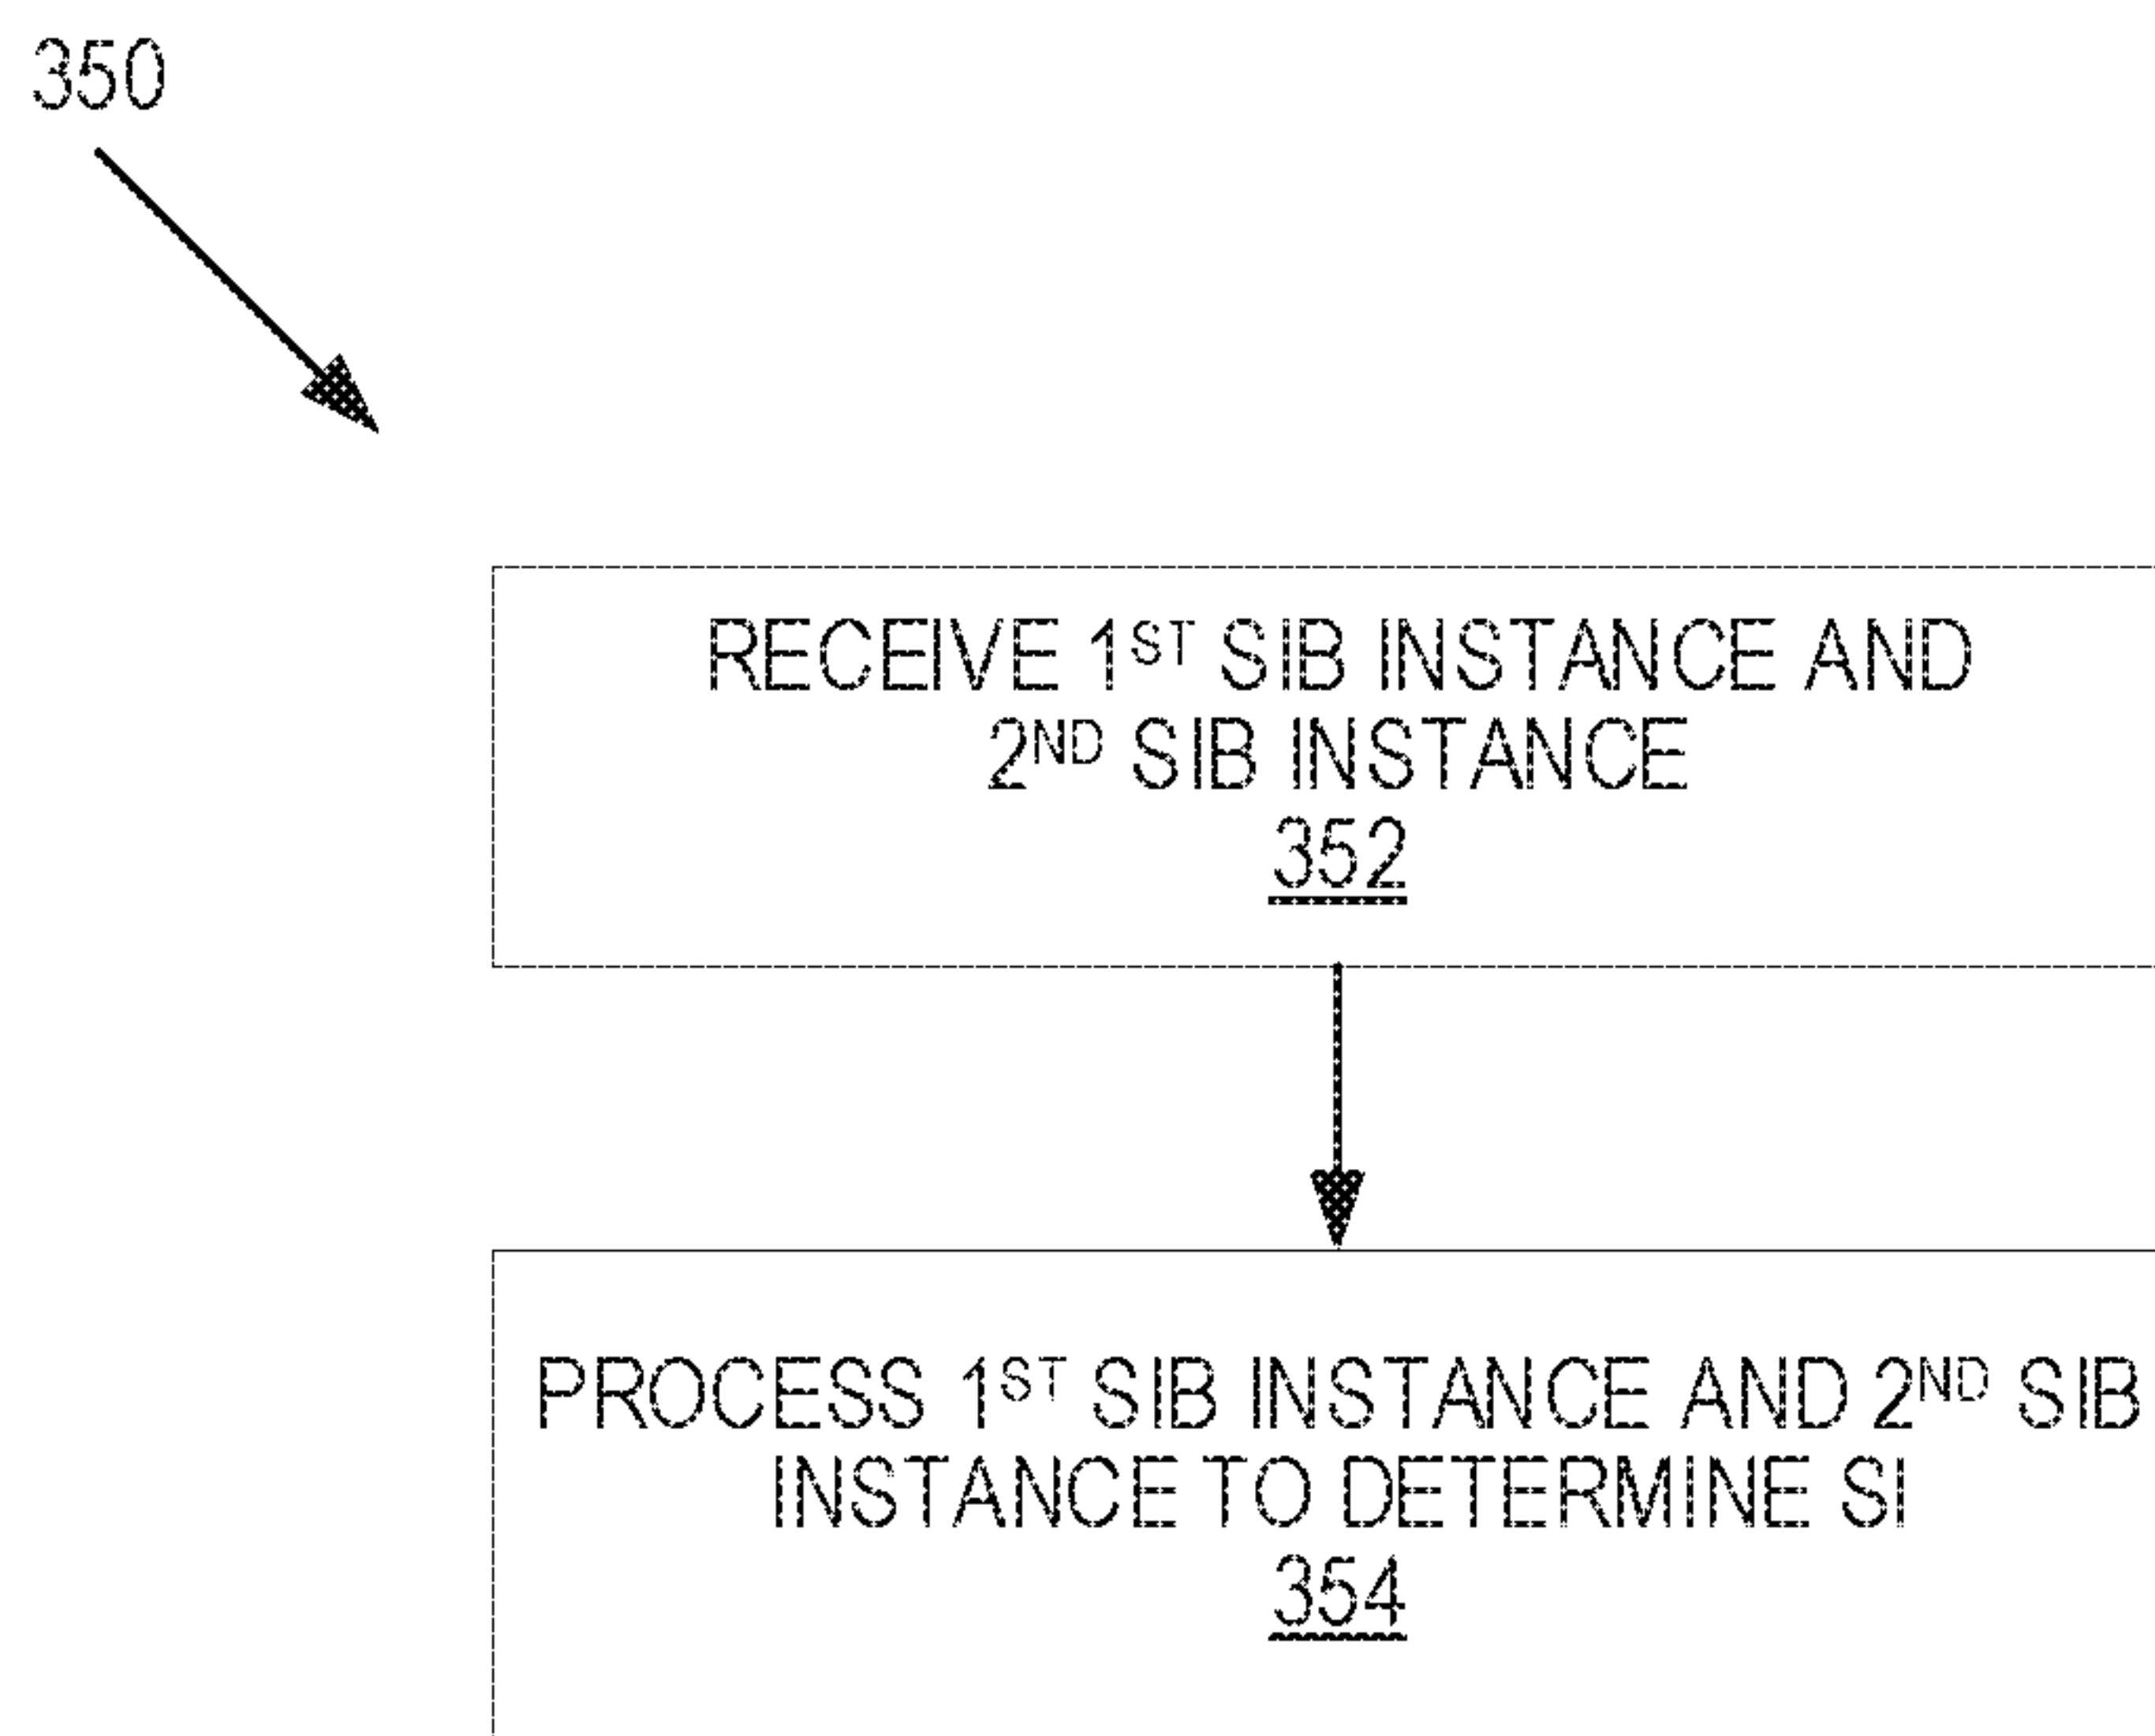 350
RECEIVE 1ST SIB INSTANCE AND
2ND SIB INSTANCE
352
PROCESS 1ST SIB INSTANCE AND 2ND SIB
INSTANCE TO DETERMINE SI
354